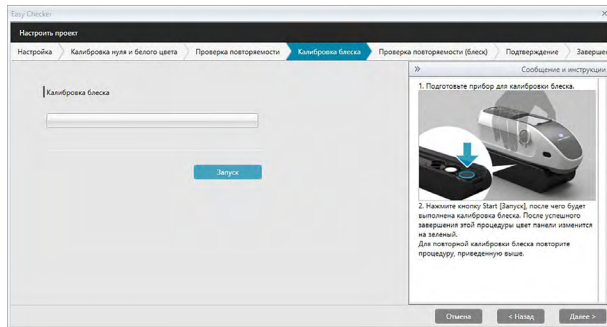 Easy Checker
Настроить проект
Настройка
Калибровка нуля и белого цвета
Проверка повторяемости
Калибровка блеска
Проверка повторяемости (блеск)
Подтверждение
Заверше
Калибровка блеска
Запуск
» Сообщение и инструкции
1. Подготовьте прибор для калибровки блеска.
2. Нажмите кнопку Start [Запуск], после чего будет
выполнена калибровка блеска. После успешного
завершения этой процедуры цвет панели изменится
на зеленый.
Для повторной калибровки блеска повторите
процедуру, приведенную выше.
Отмена
< Назад
Далее >